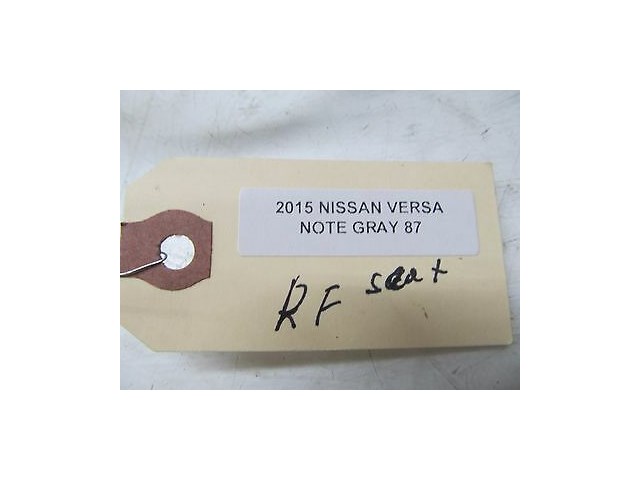 2015 NISSAN VERSA
NOTE GRAY 87
RF seat